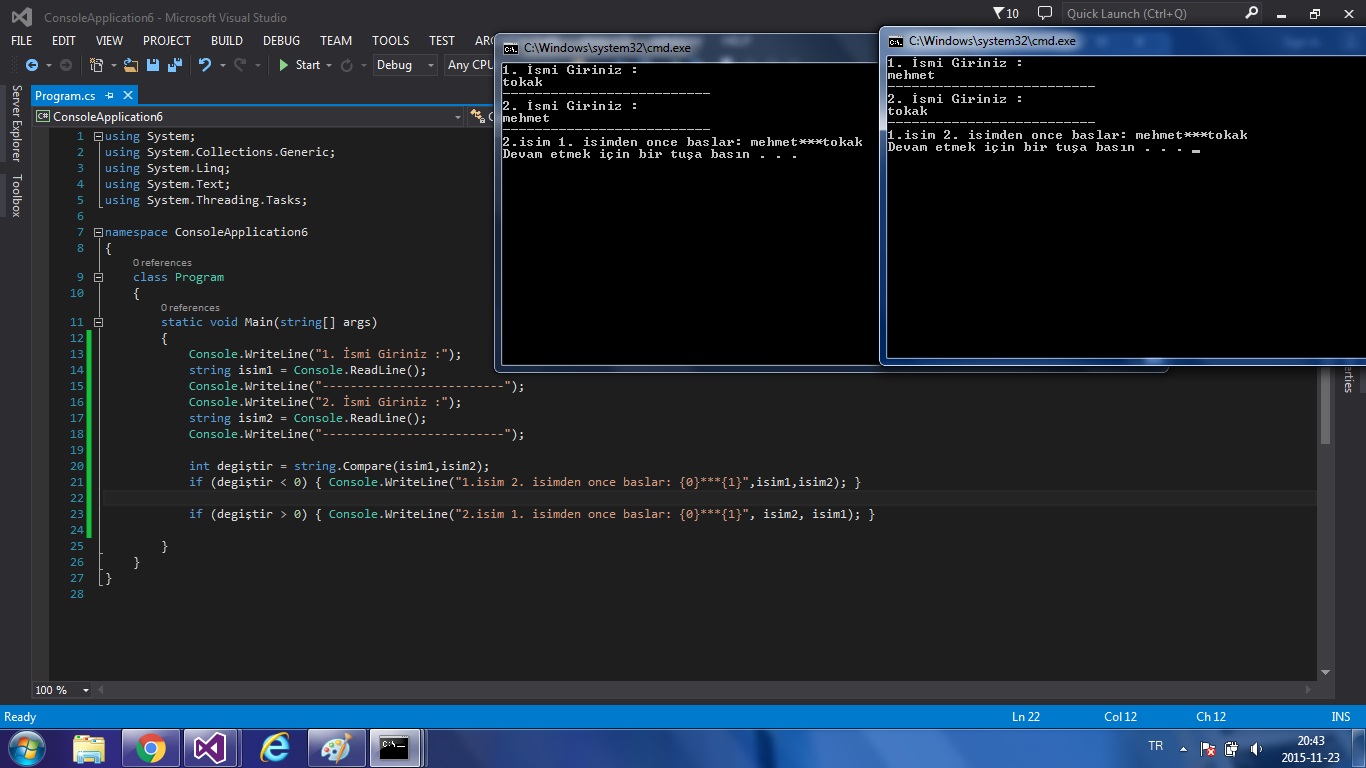 ConsoleApplication6 - Microsoft Visual Studio
10
Quick Launch (Ctrl+Q)
FILE EDIT VIEW PROJECT BUILD DEBUG TEAM TOOLS TEST
Start Debug Any CPU
Server Explorer
Toolbox
Program.cs
ConsoleApplication6
1 using System;
2 using System.Collections.Generic;
3 using System.Linq;
4 using System.Text;
5 using System.Threading.Tasks;
6
7 namespace ConsoleApplication6
8 {
0 references
9 class Program
10 {
0 references
11 static void Main(string[] args)
12 {
13 Console.WriteLine("1. İsmi Giriniz :");
14 string isim1 = Console.ReadLine();
15 Console.WriteLine("--------------------------");
16 Console.WriteLine("2. İsmi Giriniz :");
17 string isim2 = Console.ReadLine();
18 Console.WriteLine("--------------------------");
19
20 int degiştir = string.Compare(isim1,isim2);
21 if (degiştir < 0) { Console.WriteLine("1.isim 2. isimden once baslar: {0}***{1}",isim1,isim2); }
22
23 if (degiştir > 0) { Console.WriteLine("2.isim 1. isimden once baslar: {0}***{1}", isim2, isim1); }
24
25 }
26 }
27 }
28
C:\Windows\system32\cmd.exe
1. İsmi Giriniz :
tokak
--------------------------
2. İsmi Giriniz :
mehmet
--------------------------
2.isim 1. isimden once baslar: mehmet***tokak
Devam etmek için bir tuşa basın . . .
C:\Windows\system32\cmd.exe
1. İsmi Giriniz :
mehmet
--------------------------
2. İsmi Giriniz :
tokak
--------------------------
1.isim 2. isimden once baslar: mehmet***tokak
Devam etmek için bir tuşa basın . . . _
100 %
Ready Ln 22 Col 12 Ch 12 INS
TR
20:43
2015-11-23